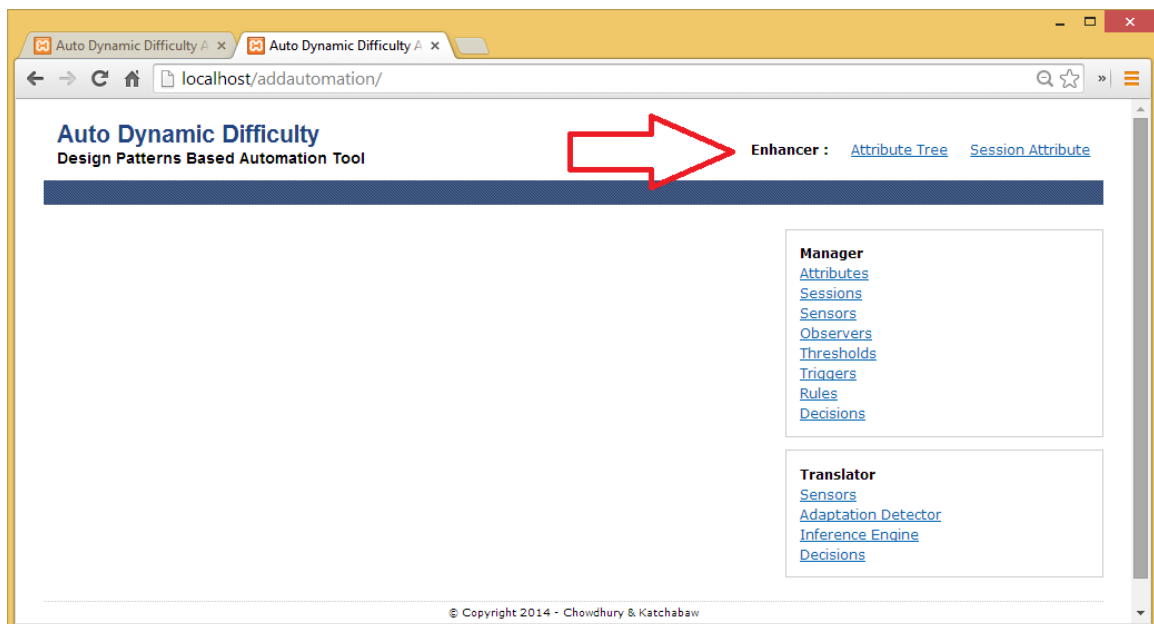 Auto Dynamic Difficulty A
Auto Dynamic Difficulty A
localhost/addautomation/
Auto Dynamic Difficulty
Design Patterns Based Automation Tool
Enhancer : Attribute Tree Session Attribute
Manager
Attributes
Sessions
Sensors
Observers
Thresholds
Triggers
Rules
Decisions
Translator
Sensors
Adaptation Detector
Inference Engine
Decisions
© Copyright 2014 - Chowdhury & Katchabaw